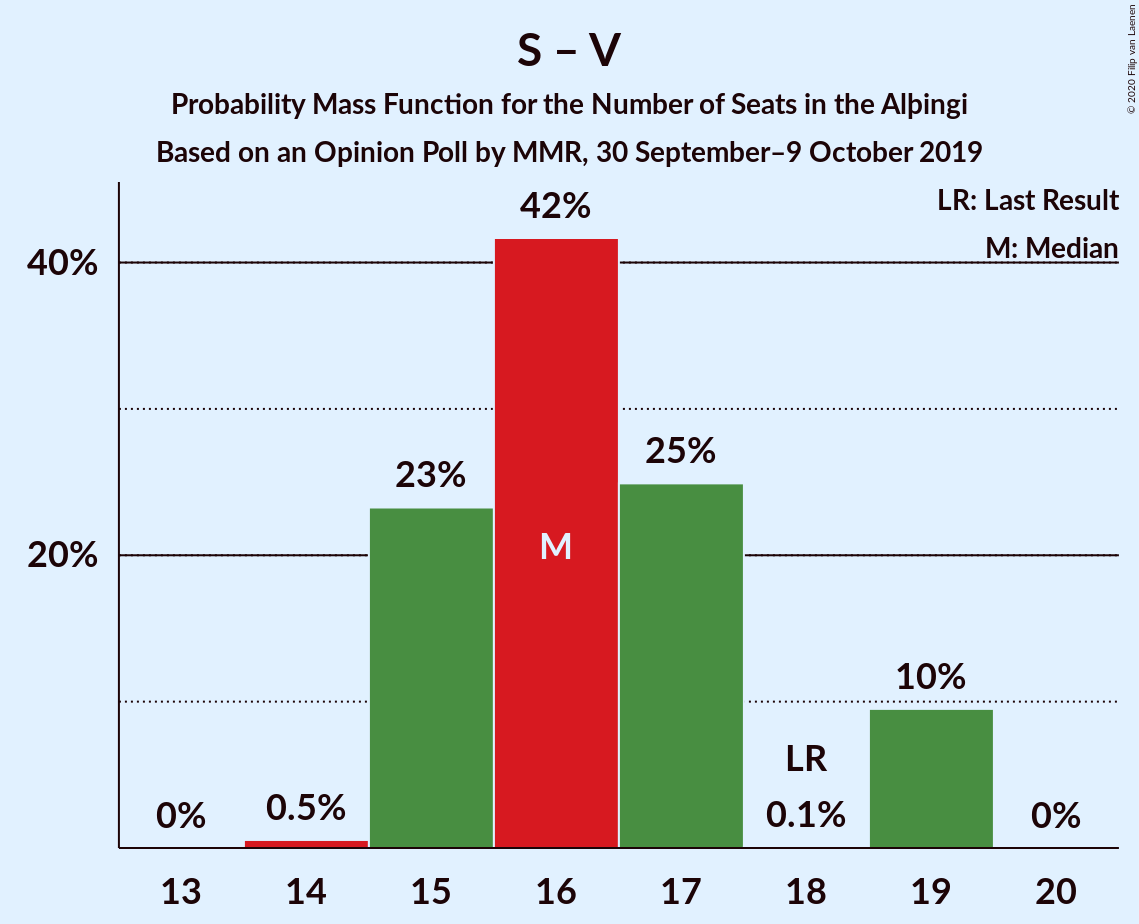 S – V
Probability Mass Function for the Number of Seats in the Alþingi
Based on an Opinion Poll by MMR, 30 September–9 October 2019
© 2020 Filip van Laenen
LR: Last Result
M: Median
40%
20%
0%
0.5%
23%
42%
M
25%
LR
0.1%
10%
0%
13 14 15 16 17 18 19 20